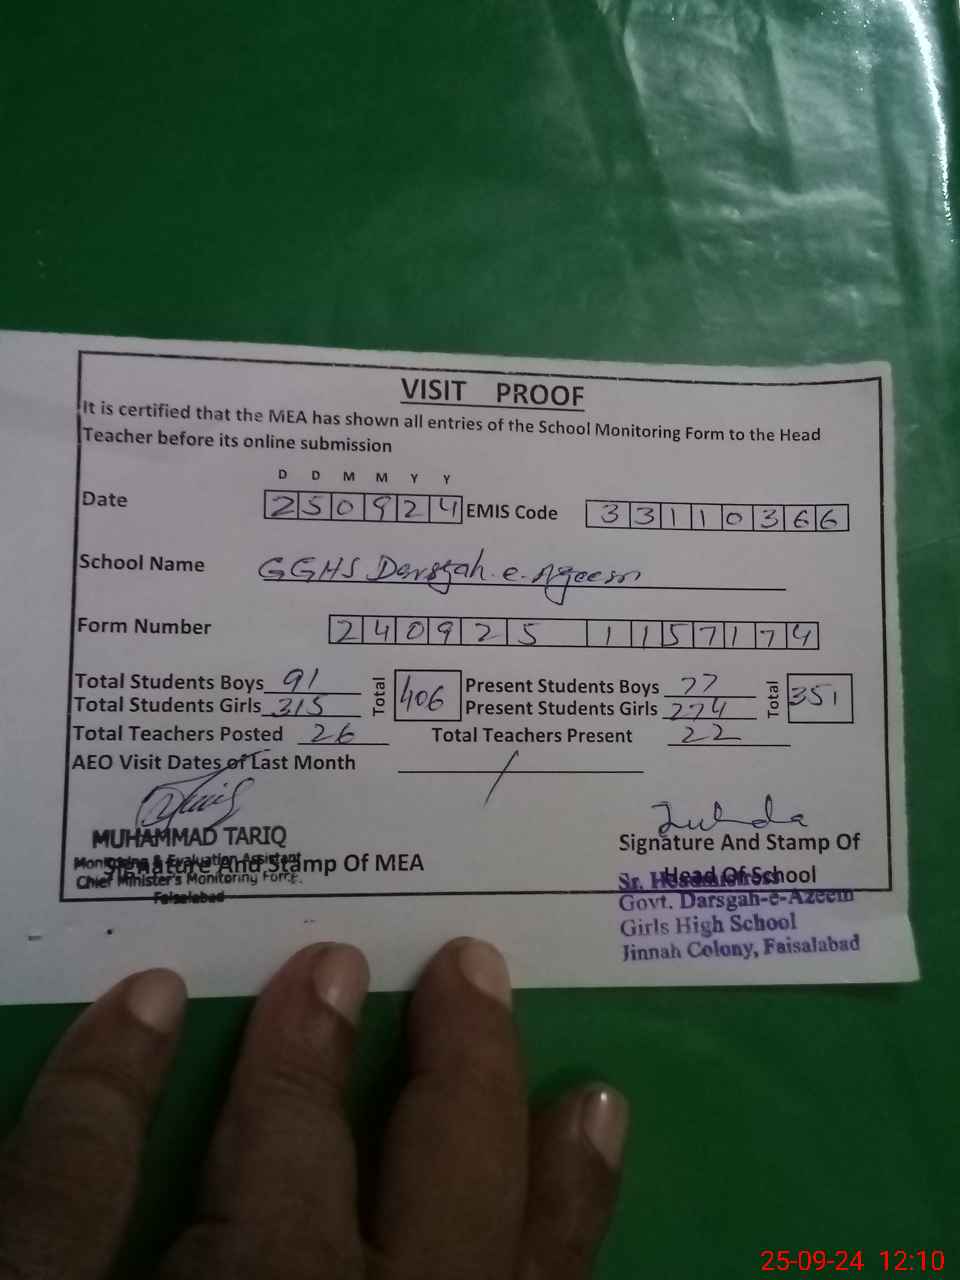 VISIT PROOF
It is certified that the MEA has shown all entries of the School Monitoring Form to the Head
Teacher before its online submission
D D M M Y Y
Date 250924 EMIS Code 33110366
School Name GGHS Darsgah-e-Azeem
Form Number 240925 1157174
Total Students Boys 91 Total 406 Present Students Boys 77 Total 351
Total Students Girls 315 Present Students Girls 274
Total Teachers Posted 26 Total Teachers Present 22
AEO Visit Dates of Last Month /
MUHAMMAD TARIQ
Monitoring & Evaluation Assistant
Signature And Stamp Of MEA
Chief Minister's Monitoring Force.
Faisalabad
Signature And Stamp Of
Head Of School
Sr. Headmistress
Govt. Darsgah-e-Azeem
Girls High School
Jinnah Colony, Faisalabad
25-09-24 12:10